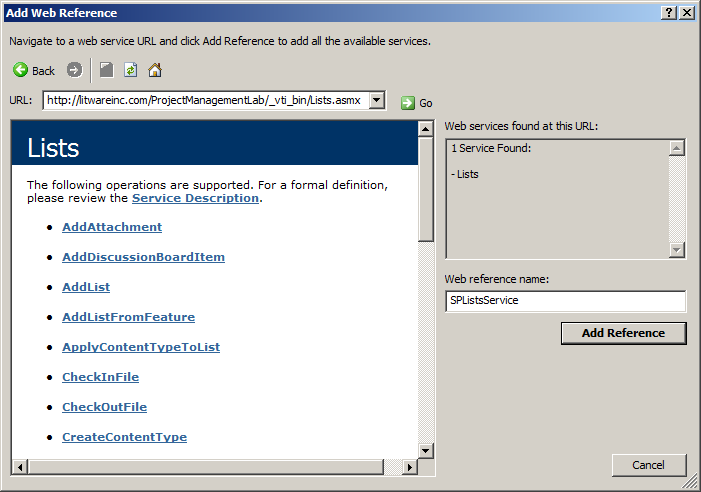 Add Web Reference
Navigate to a web service URL and click Add Reference to add all the available services.
Back
URL: http://litwareinc.com/ProjectManagementLab/_vti_bin/Lists.asmx Go
Lists
The following operations are supported. For a formal definition,
please review the Service Description.
• AddAttachment
• AddDiscussionBoardItem
• AddList
• AddListFromFeature
• ApplyContentTypeToList
• CheckInFile
• CheckOutFile
• CreateContentType
Web services found at this URL:
1 Service Found:
- Lists
Web reference name:
SPListsService
Add Reference
Cancel